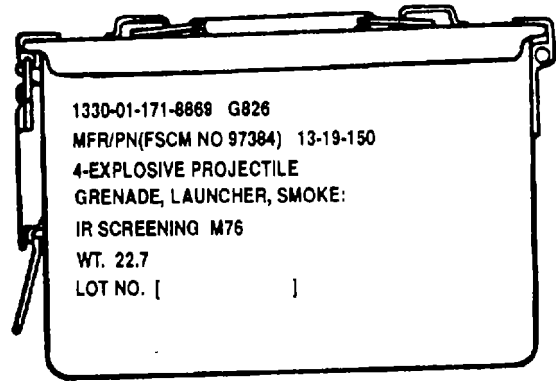 1330-01-171-8869 G826
MFR/PN(FSCM NO 97384) 13-19-150
4-EXPLOSIVE PROJECTILE
GRENADE, LAUNCHER, SMOKE:
IR SCREENING M76
WT. 22.7
LOT NO. [ ]